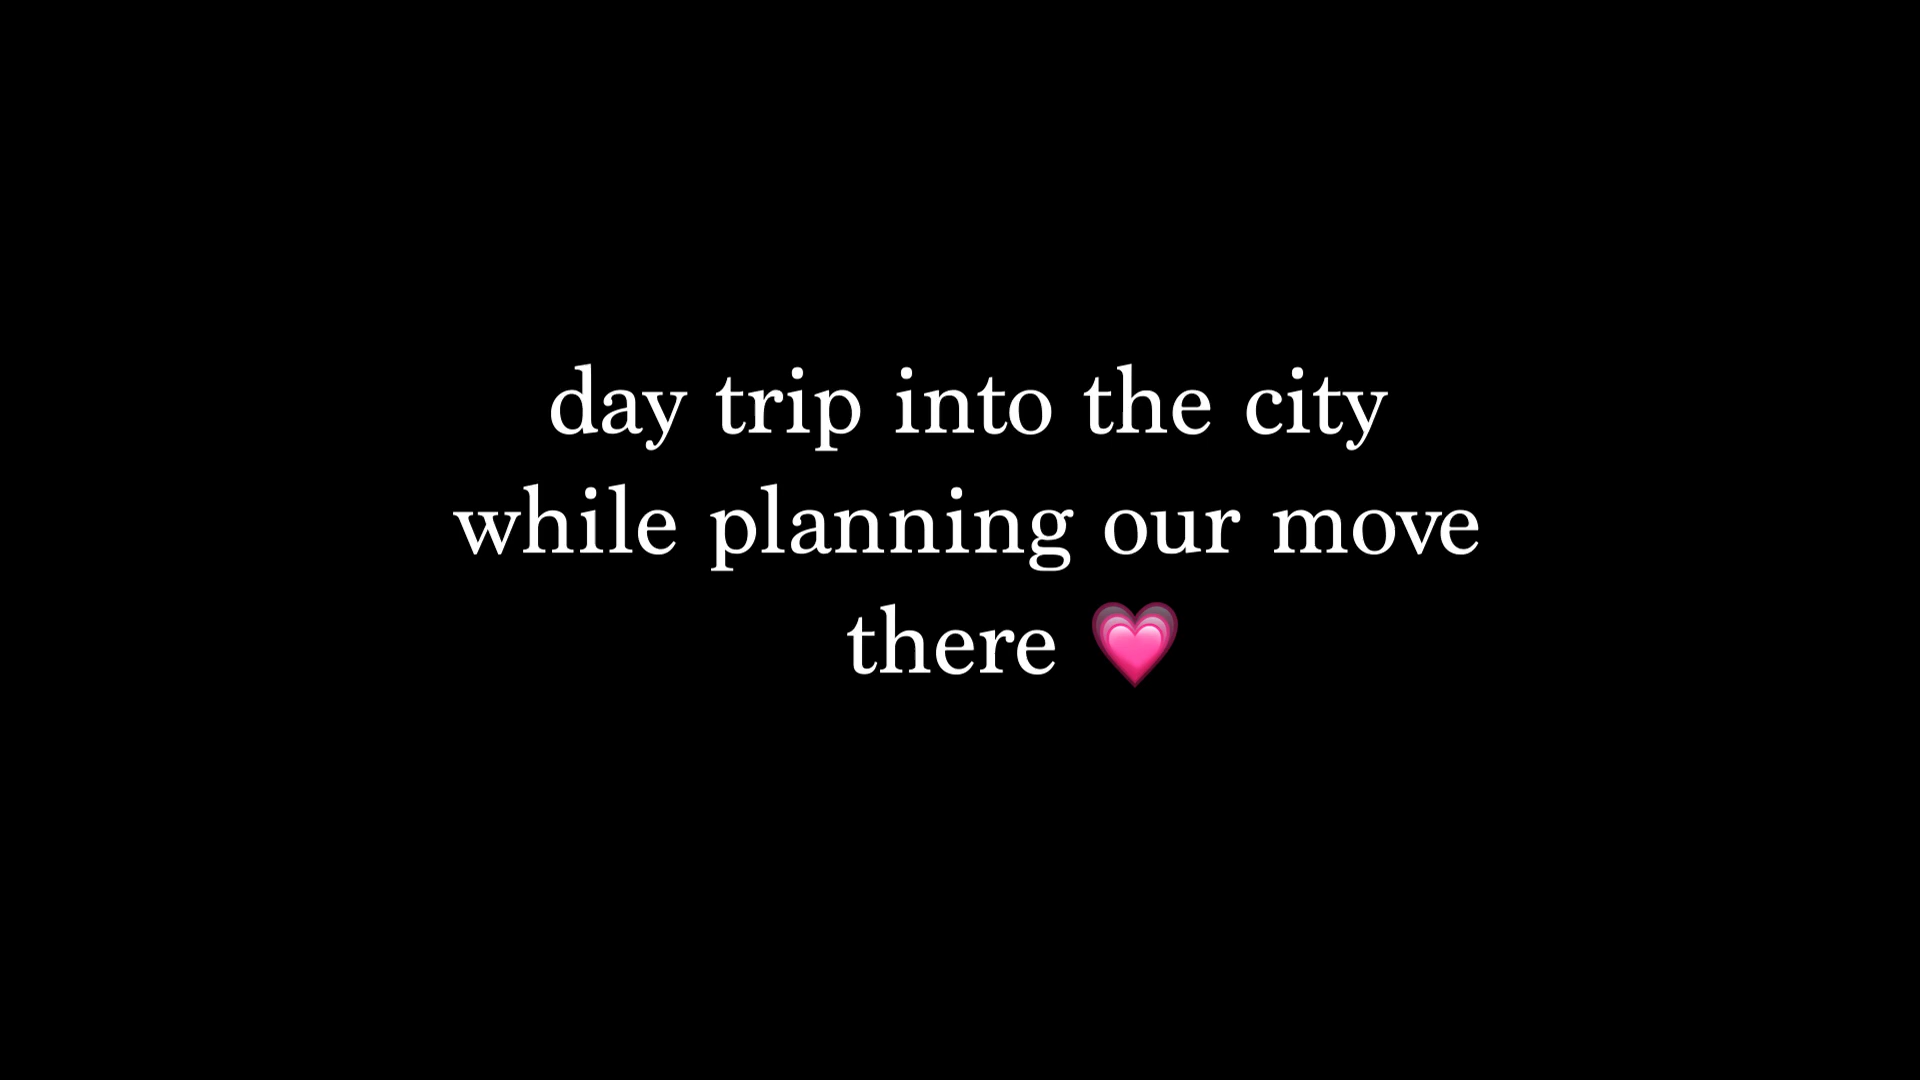 day trip into the city
while planning our move
there 💗